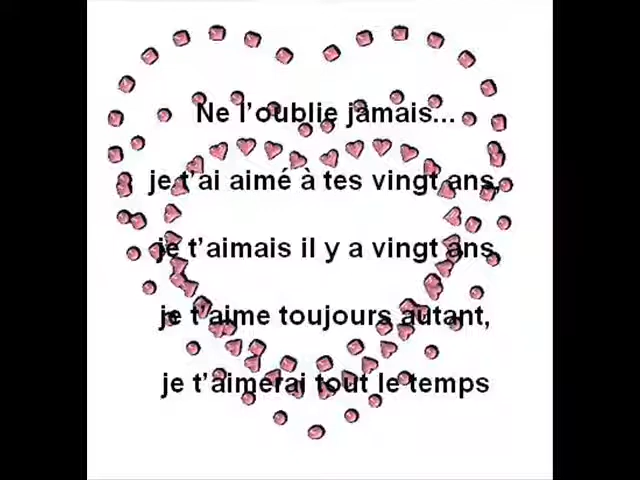 Ne l'oublie jamais...
je t'ai aimé à tes vingt ans,
je t'aimais il y a vingt ans,
je t'aime toujours autant,
je t'aimerai tout le temps